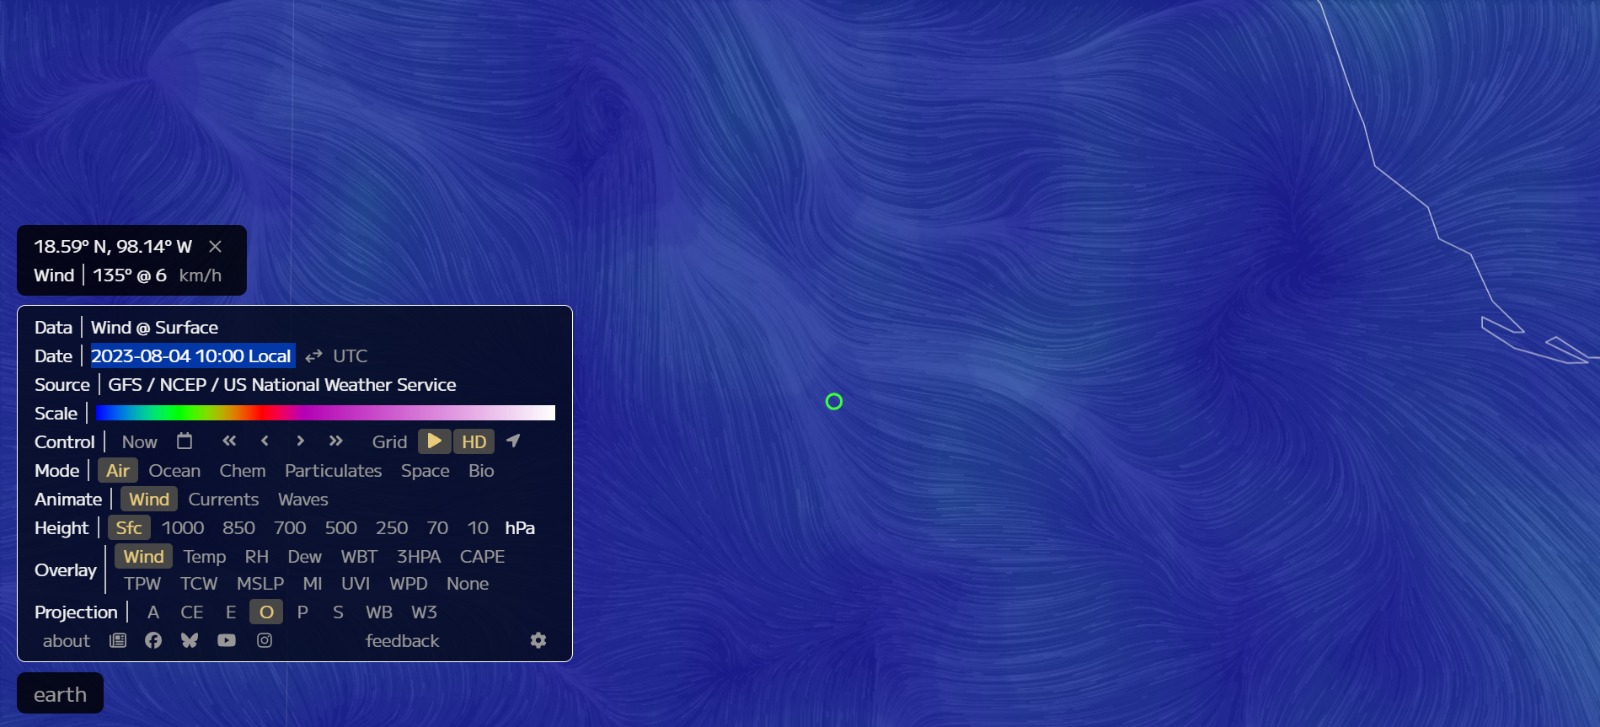 18.59° N, 98.14° W ×
Wind | 135° @ 6 km/h
Data | Wind @ Surface
Date | 2023-08-04 10:00 Local ⇄ UTC
Source | GFS / NCEP / US National Weather Service
Scale |
Control | Now Grid HD
Mode | Air Ocean Chem Particulates Space Bio
Animate | Wind Currents Waves
Height | Sfc 1000 850 700 500 250 70 10 hPa
Overlay | Wind Temp RH Dew WBT 3HPA CAPE
TPW TCW MSLP MI UVI WPD None
Projection | A CE E O P S WB W3
about feedback
earth